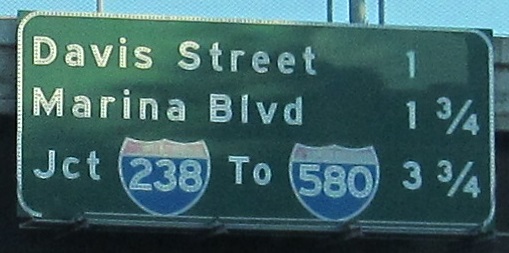 Davis Street 1
Marina Blvd 1 3/4
Jct 238 To 580 3 3/4